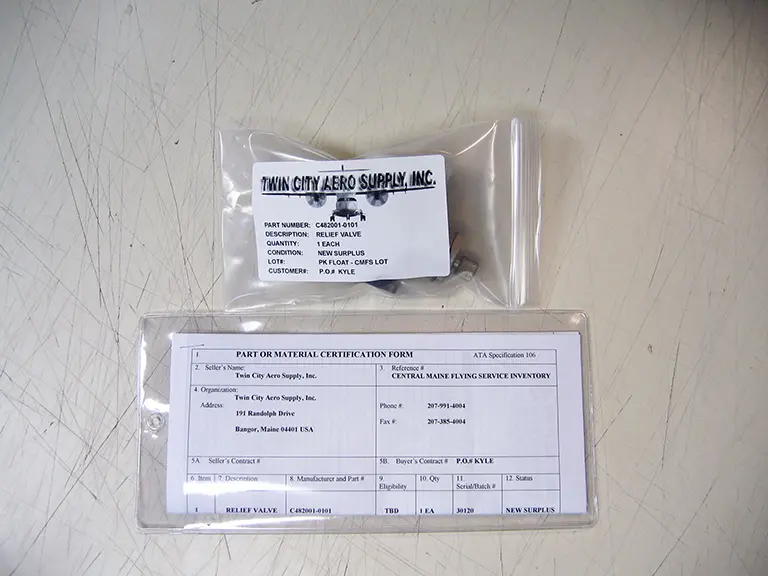 TWIN CITY AERO SUPPLY, INC.
PART NUMBER: C482001-0101
DESCRIPTION: RELIEF VALVE
QUANTITY: 1 EACH
CONDITION: NEW SURPLUS
LOT#: PK FLOAT - CMFS LOT
CUSTOMER#: P.O.# KYLE
1 PART OR MATERIAL CERTIFICATION FORM ATA Specification 106
2. Seller's Name: 3. Reference #
Twin City Aero Supply, Inc. CENTRAL MAINE FLYING SERVICE INVENTORY
4. Organization:
Twin City Aero Supply, Inc.
Address: Phone #: 207-991-4004
191 Randolph Drive
Fax #: 207-385-4004
Bangor, Maine 04401 USA
5A Seller's Contract # 5B. Buyer's Contract # P.O.# KYLE
6. Item 7. Description 8. Manufacturer and Part # 9. Eligibility 10. Qty 11. Serial/Batch # 12. Status
1 RELIEF VALVE C482001-0101 TBD 1 EA 30120 NEW SURPLUS